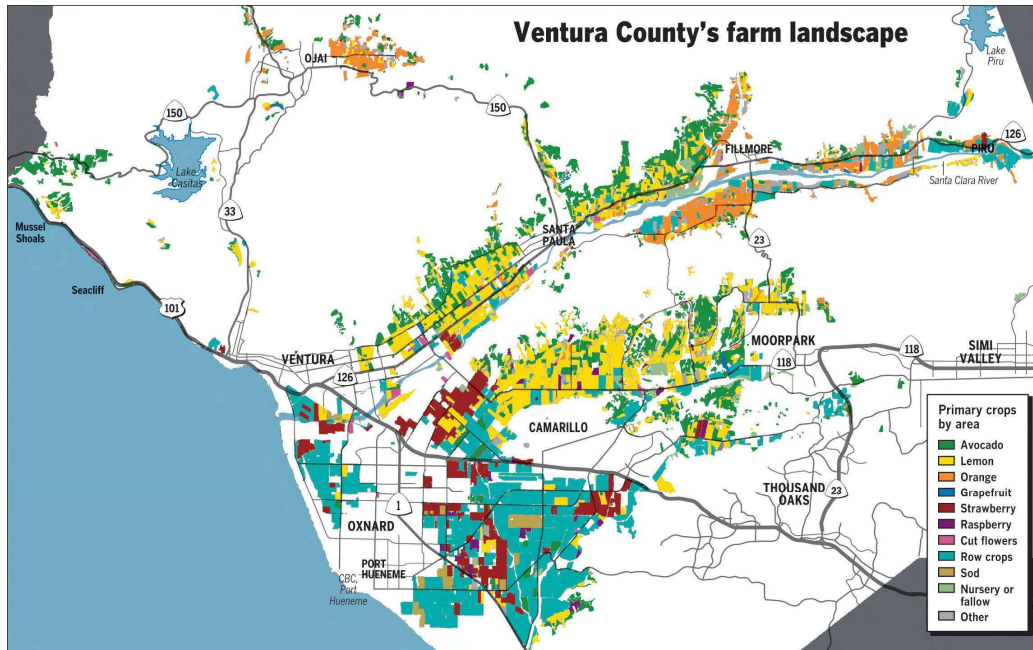 Ventura County's farm landscape
OJAI
Lake
Piru
150
150
126
FILLMORE
PIRU
Lake
Casitas
Santa Clara River
33
SANTA
PAULA
23
Mussel
Shoals
Seacliff
101
VENTURA
126
MOORPARK
118
118
SIMI
VALLEY
CAMARILLO
THOUSAND
OAKS
23
1
OXNARD
PORT
HUENEME
CBC,
Port
Hueneme
Primary crops
by area
Avocado
Lemon
Orange
Grapefruit
Strawberry
Raspberry
Cut flowers
Row crops
Sod
Nursery or
fallow
Other